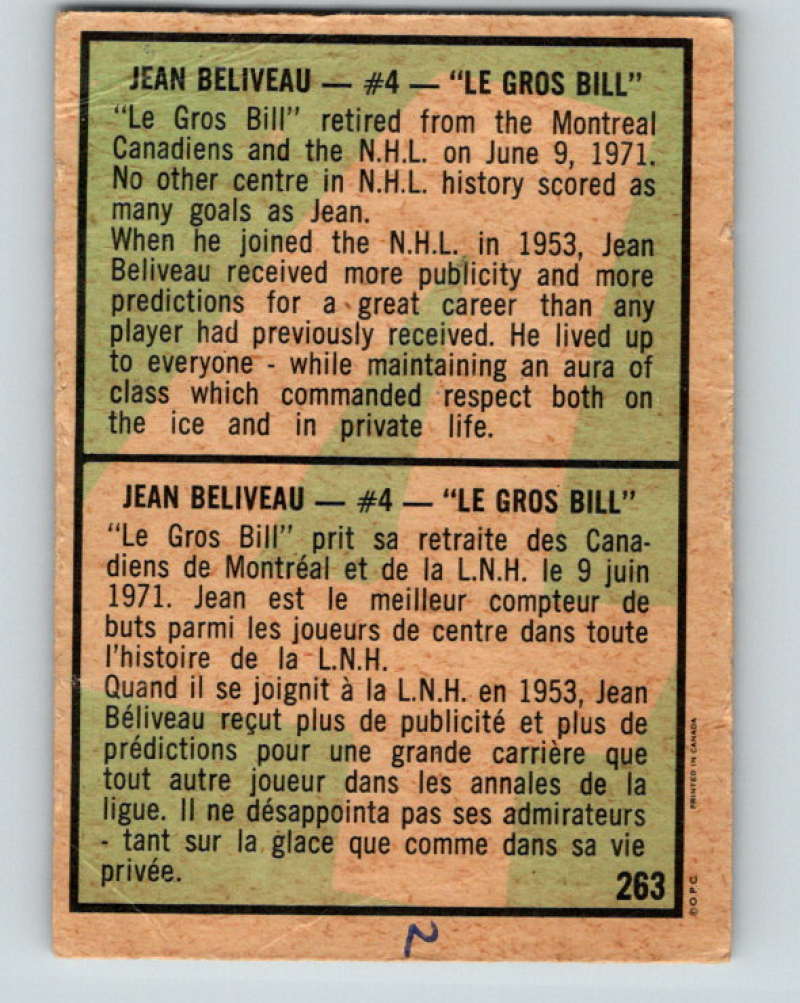 JEAN BELIVEAU — #4 — “LE GROS BILL”
“Le Gros Bill” retired from the Montreal
Canadiens and the N.H.L. on June 9, 1971.
No other centre in N.H.L. history scored as
many goals as Jean.
When he joined the N.H.L. in 1953, Jean
Beliveau received more publicity and more
predictions for a great career than any
player had previously received. He lived up
to everyone - while maintaining an aura of
class which commanded respect both on
the ice and in private life.
JEAN BELIVEAU — #4 — “LE GROS BILL”
“Le Gros Bill” prit sa retraite des Cana-
diens de Montréal et de la L.N.H. le 9 juin
1971. Jean est le meilleur compteur de
buts parmi les joueurs de centre dans toute
l'histoire de la L.N.H.
Quand il se joignit à la L.N.H. en 1953, Jean
Béliveau reçut plus de publicité et plus de
prédictions pour une grande carrière que
tout autre joueur dans les annales de la
ligue. Il ne désappointa pas ses admirateurs
- tant sur la glace que comme dans sa vie
privée.
263
©O.P.C.
PRINTED IN CANADA
2